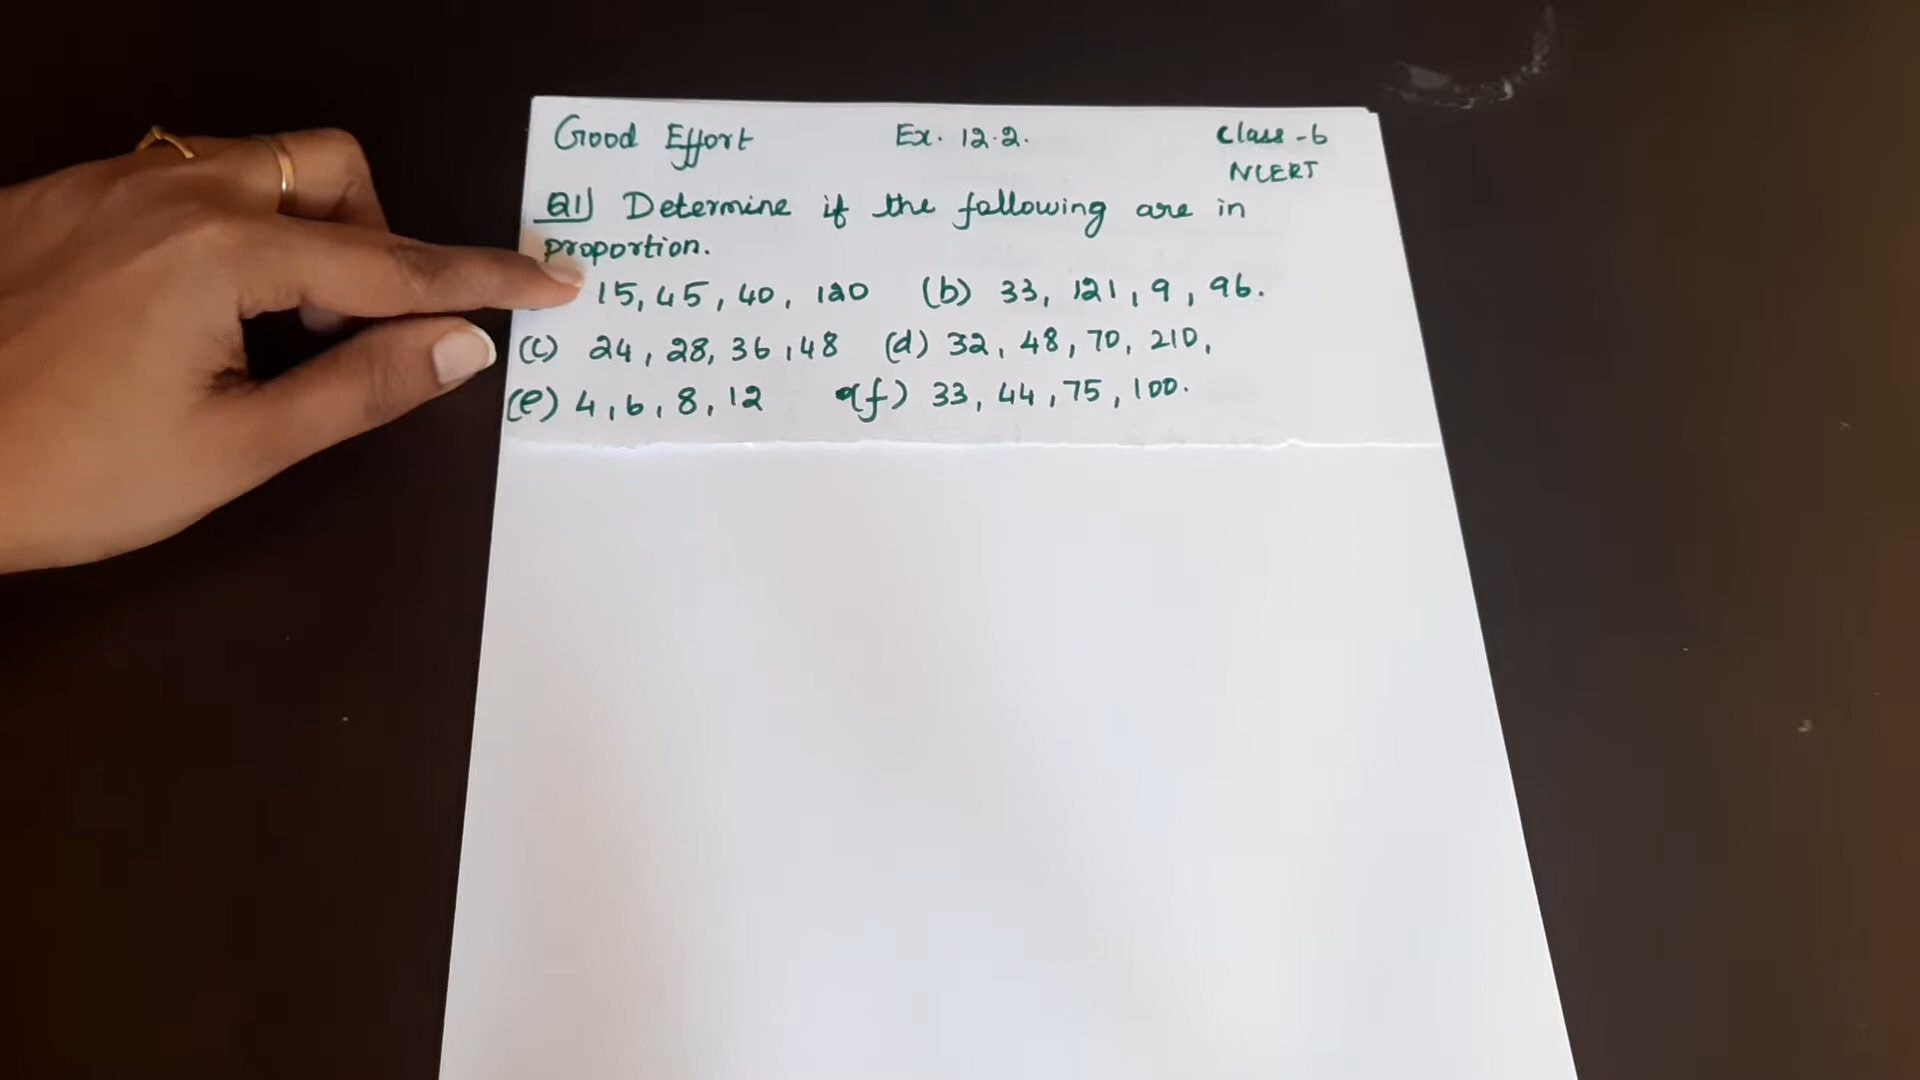 Good Effort Ex. 12.2. Class-6
NCERT
Q1) Determine if the following are in
proportion.
15, 45, 40, 120 (b) 33, 121, 9, 96.
(c) 24, 28, 36, 48 (d) 32, 48, 70, 210,
(e) 4, 6, 8, 12 (f) 33, 44, 75, 100.